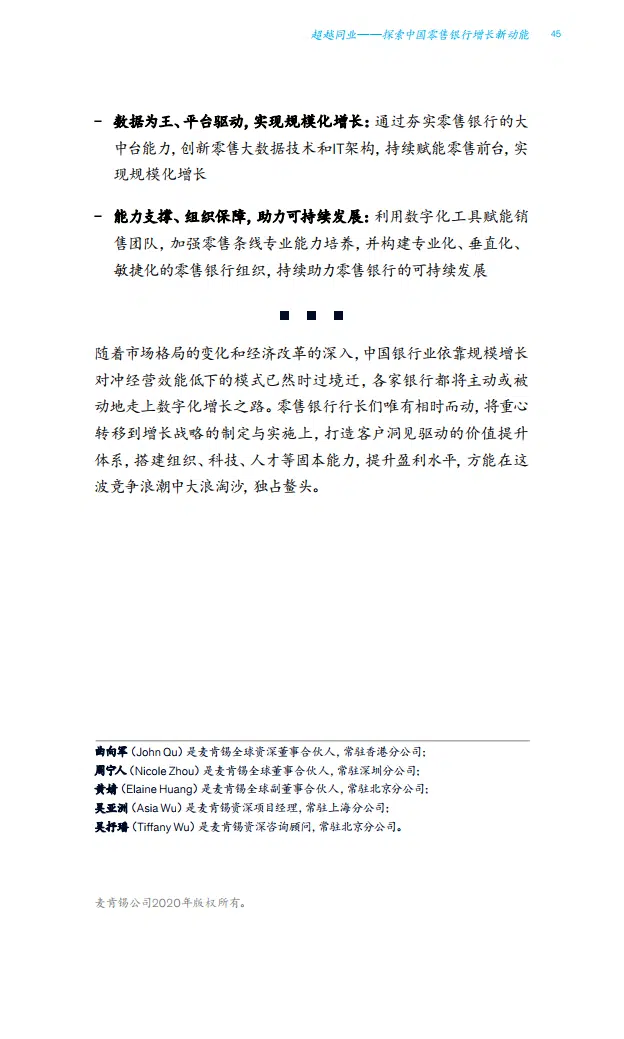 超越同业——探索中国零售银行增长新动能 45
– 数据为王、平台驱动，实现规模化增长：通过夯实零售银行的大
中台能力，创新零售大数据技术和IT架构，持续赋能零售前台，实
现规模化增长
– 能力支撑、组织保障，助力可持续发展：利用数字化工具赋能销
售团队，加强零售条线专业能力培养，并构建专业化、垂直化、
敏捷化的零售银行组织，持续助力零售银行的可持续发展
随着市场格局的变化和经济改革的深入，中国银行业依靠规模增长
对冲经营效能低下的模式已然时过境迁，各家银行都将主动或被
动地走上数字化增长之路。零售银行行长们唯有相时而动，将重心
转移到增长战略的制定与实施上，打造客户洞见驱动的价值提升
体系，搭建组织、科技、人才等固本能力，提升盈利水平，方能在这
波竞争浪潮中大浪淘沙，独占鳌头。
曲向军（John Qu）是麦肯锡全球资深董事合伙人，常驻香港分公司；
周宁人（Nicole Zhou）是麦肯锡全球董事合伙人，常驻深圳分公司；
黄婧（Elaine Huang）是麦肯锡全球副董事合伙人，常驻北京分公司；
吴亚洲（Asia Wu）是麦肯锡资深项目经理，常驻上海分公司；
吴抒璠（Tiffany Wu）是麦肯锡资深咨询顾问，常驻北京分公司。
麦肯锡公司2020年版权所有。